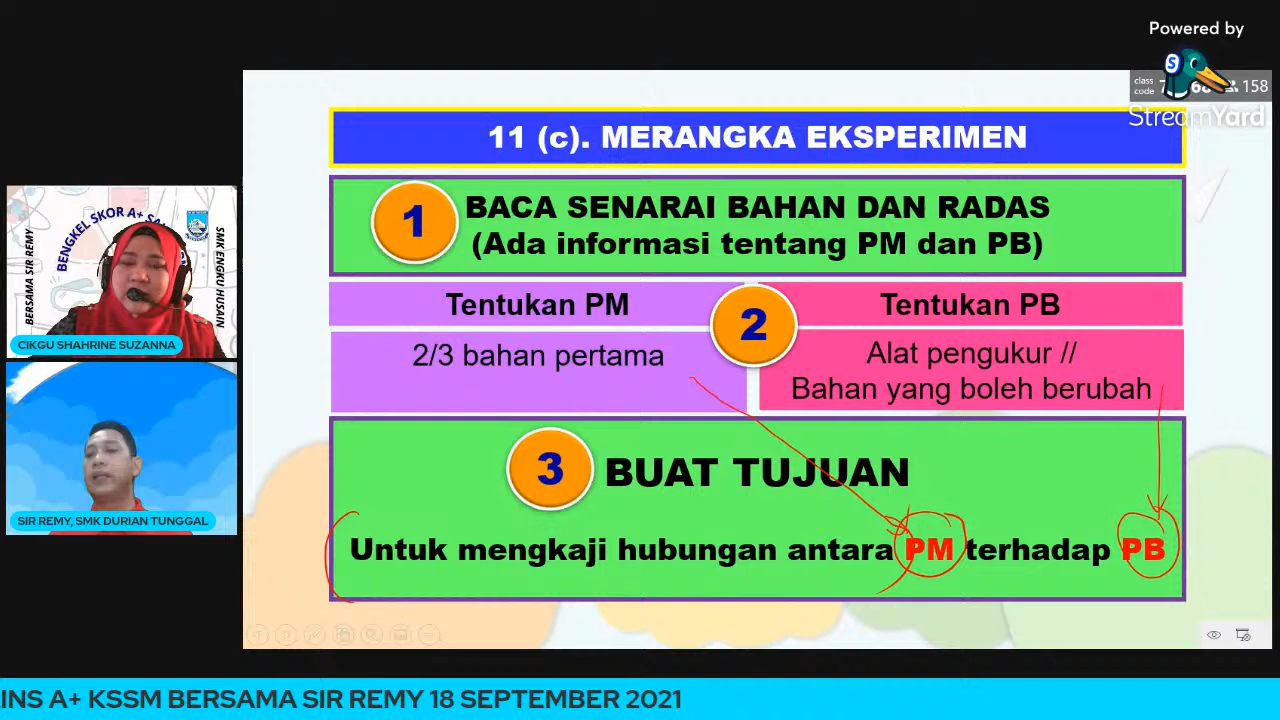 Powered by
StreamYard
class
code
158
11 (c). MERANGKA EKSPERIMEN
1
BACA SENARAI BAHAN DAN RADAS
(Ada informasi tentang PM dan PB)
Tentukan PM
2
Tentukan PB
2/3 bahan pertama
Alat pengukur //
Bahan yang boleh berubah
3
BUAT TUJUAN
Untuk mengkaji hubungan antara PM terhadap PB
BENGKEL SKOR A+
BERSAMA SIR REMY
SMK ENGKU HUSAIN
CIKGU SHAHRINE SUZANNA
SIR REMY, SMK DURIAN TUNGGAL
INS A+ KSSM BERSAMA SIR REMY 18 SEPTEMBER 2021